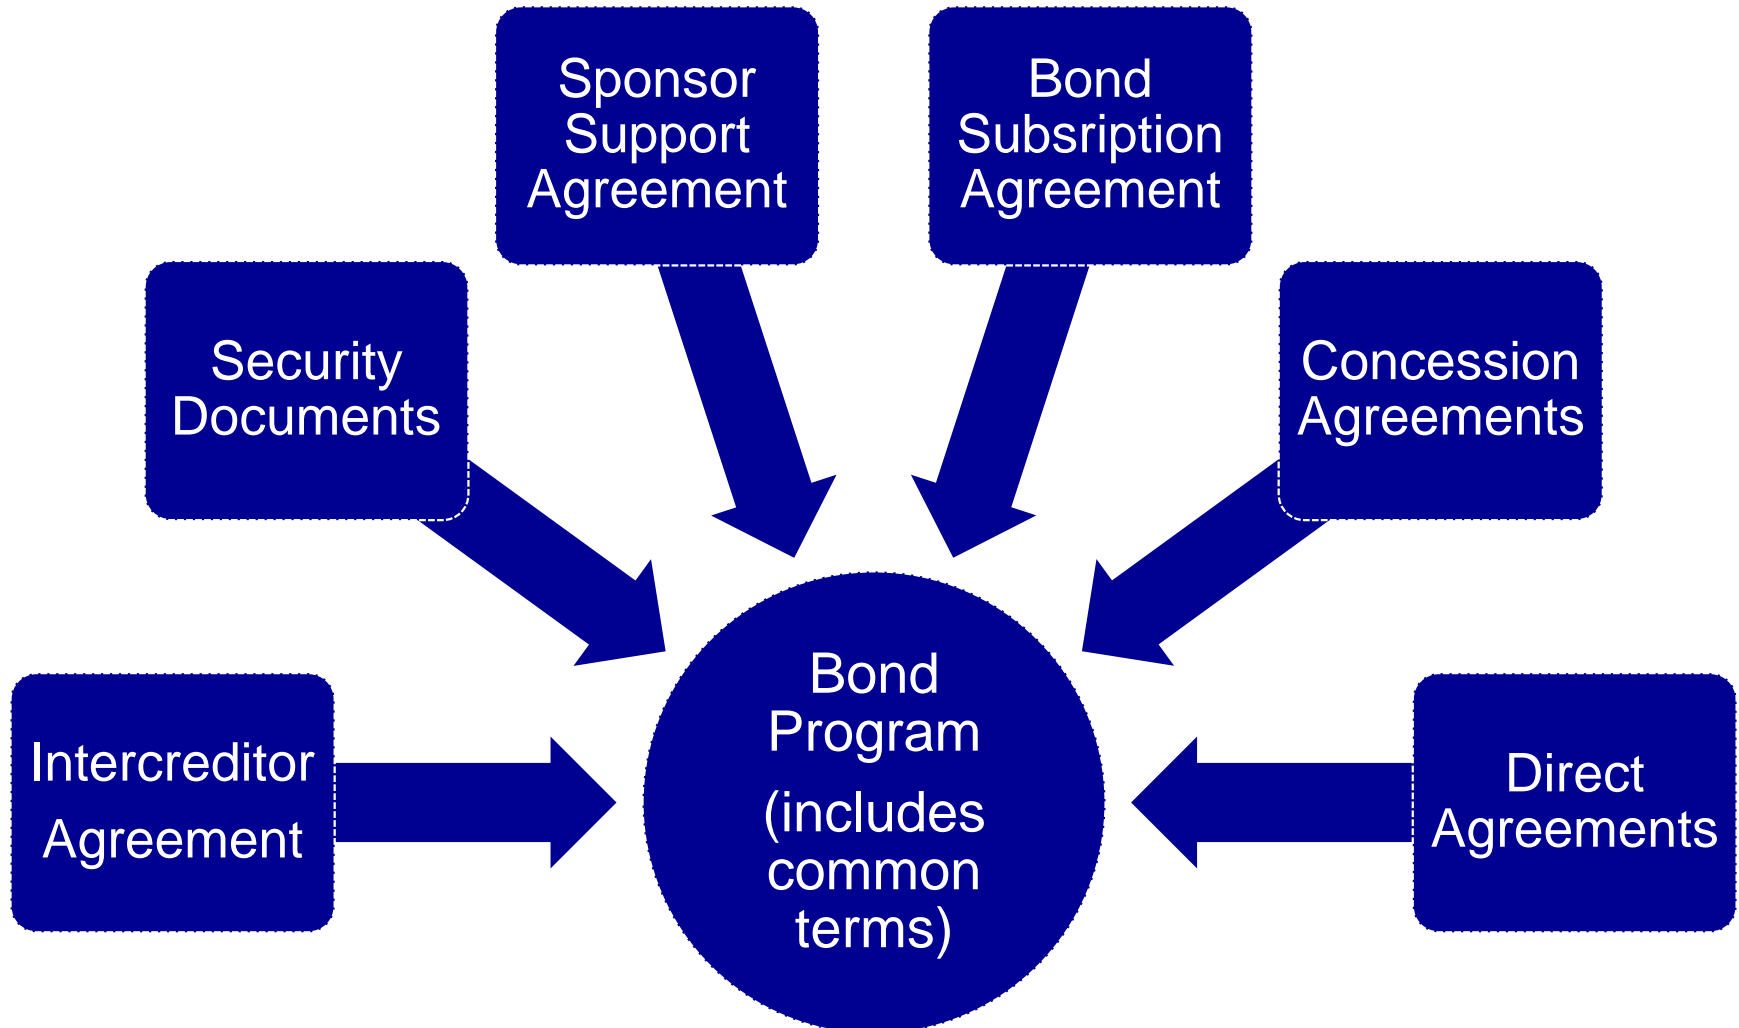 Sponsor
Support
Agreement
Bond
Subsription
Agreement
Security
Documents
Concession
Agreements
Intercreditor
Agreement
Bond
Program
(includes
common
terms)
Direct
Agreements